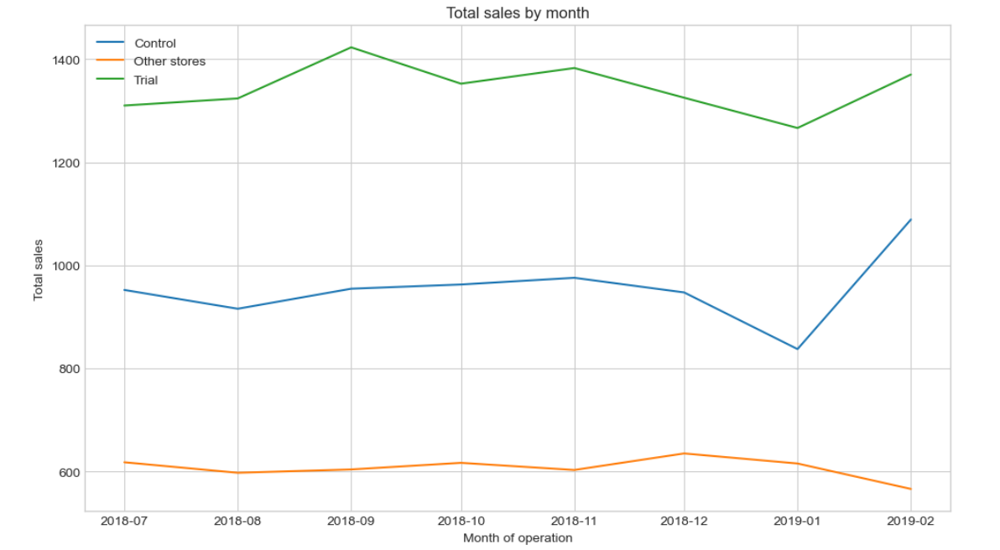 Total sales by month
Control
Other stores
Trial
1400
1200
1000
800
600
Total sales
2018-07 2018-08 2018-09 2018-10 2018-11 2018-12 2019-01 2019-02
Month of operation